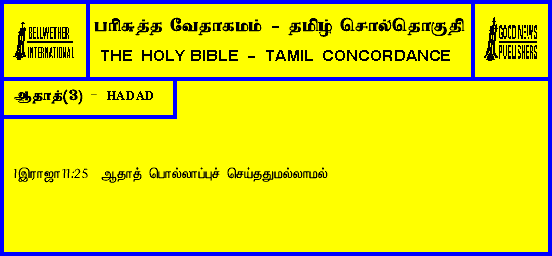 BELLWETHER
INTERNATIONAL
பரிசுத்த வேதாகமம் - தமிழ் சொல்தொகுதி
THE HOLY BIBLE - TAMIL CONCORDANCE
GOOD NEWS
PUBLISHERS
ஆதாத்(3) - HADAD
1இராஜா11:25 ஆதாத் பொல்லாப்புச் செய்ததுமல்லாமல்